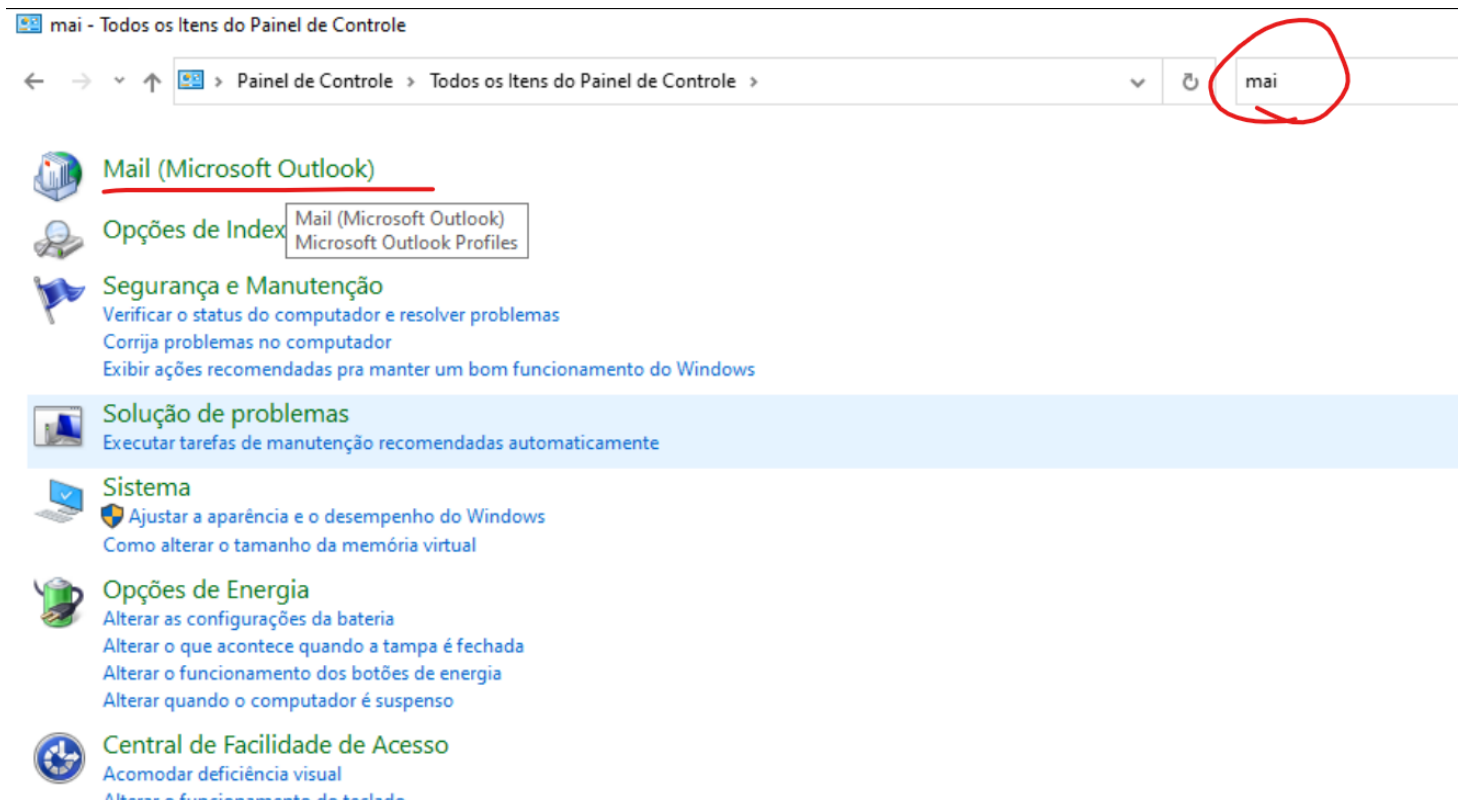 mai - Todos os Itens do Painel de Controle
Painel de Controle > Todos os Itens do Painel de Controle >
mai
Mail (Microsoft Outlook)
Opções de Index
Mail (Microsoft Outlook)
Microsoft Outlook Profiles
Segurança e Manutenção
Verificar o status do computador e resolver problemas
Corrija problemas no computador
Exibir ações recomendadas pra manter um bom funcionamento do Windows
Solução de problemas
Executar tarefas de manutenção recomendadas automaticamente
Sistema
Ajustar a aparência e o desempenho do Windows
Como alterar o tamanho da memória virtual
Opções de Energia
Alterar as configurações da bateria
Alterar o que acontece quando a tampa é fechada
Alterar o funcionamento dos botões de energia
Alterar quando o computador é suspenso
Central de Facilidade de Acesso
Acomodar deficiência visual
Alterar o funcionamento do teclado